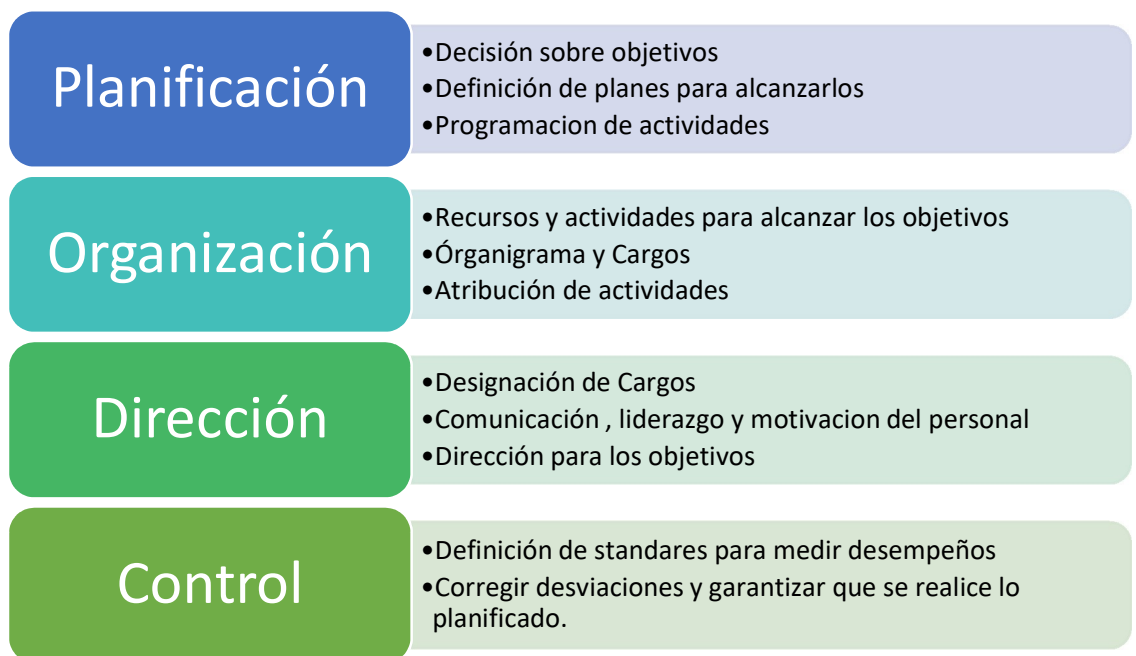 Planificación
•Decisión sobre objetivos
•Definición de planes para alcanzarlos
•Programacion de actividades
Organización
•Recursos y actividades para alcanzar los objetivos
•Órganigrama y Cargos
•Atribución de actividades
Dirección
•Designación de Cargos
•Comunicación , liderazgo y motivacion del personal
•Dirección para los objetivos
Control
•Definición de standares para medir desempeños
•Corregir desviaciones y garantizar que se realice lo
planificado.